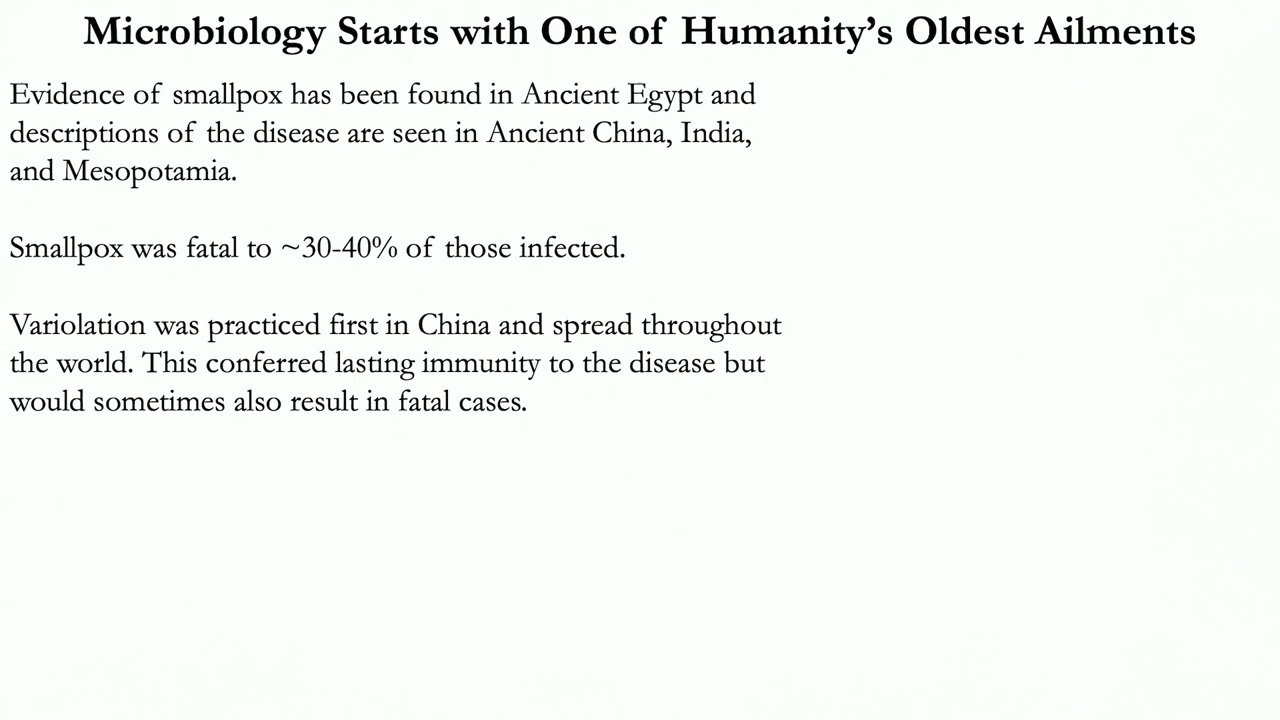 Microbiology Starts with One of Humanity’s Oldest Ailments
Evidence of smallpox has been found in Ancient Egypt and
descriptions of the disease are seen in Ancient China, India,
and Mesopotamia.
Smallpox was fatal to ~30-40% of those infected.
Variolation was practiced first in China and spread throughout
the world. This conferred lasting immunity to the disease but
would sometimes also result in fatal cases.